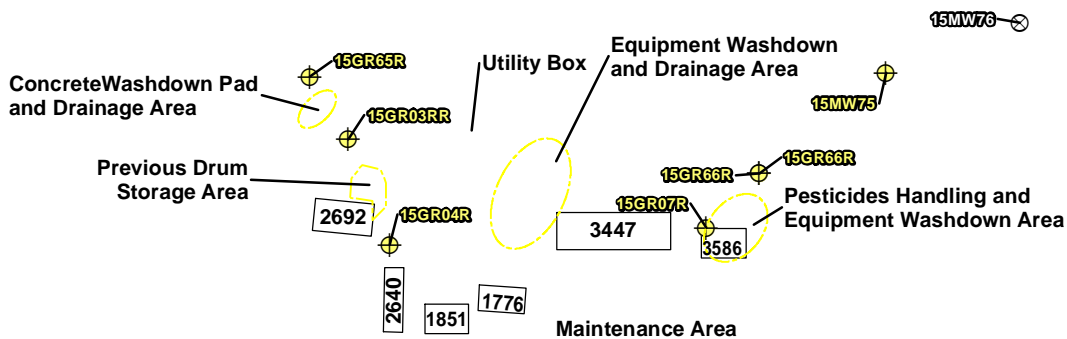 15MW76
Equipment Washdown
and Drainage Area
15GR65R
Utility Box
ConcreteWashdown Pad
and Drainage Area
15MW75
15GR03RR
15GR66R
15GR66R
Previous Drum
Storage Area
Pesticides Handling and
Equipment Washdown Area
15GR07R
2692
15GR04R
3447
3586
2640
1776
1851
Maintenance Area